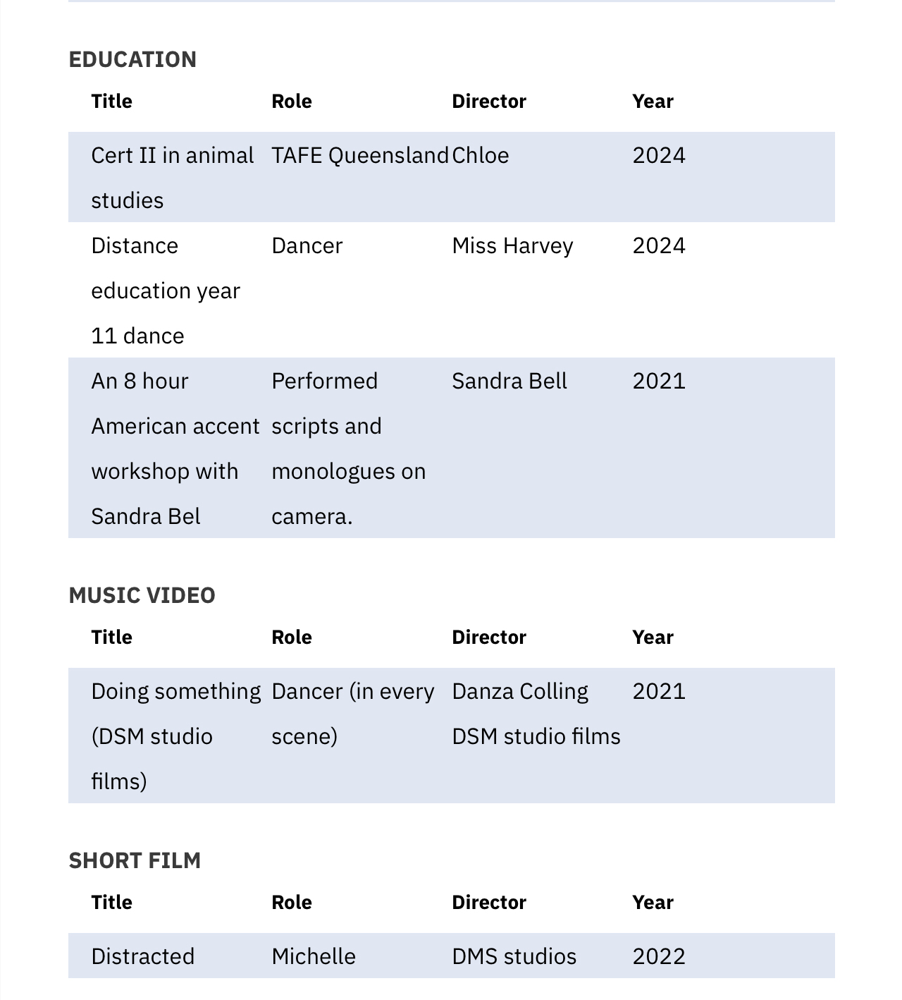 EDUCATION
Title Role Director Year
Cert II in animal TAFE Queensland Chloe 2024
studies
Distance Dancer Miss Harvey 2024
education year
11 dance
An 8 hour Performed Sandra Bell 2021
American accent scripts and
workshop with monologues on
Sandra Bel camera.
MUSIC VIDEO
Title Role Director Year
Doing something Dancer (in every Danza Colling 2021
(DSM studio scene) DSM studio films
films)
SHORT FILM
Title Role Director Year
Distracted Michelle DMS studios 2022